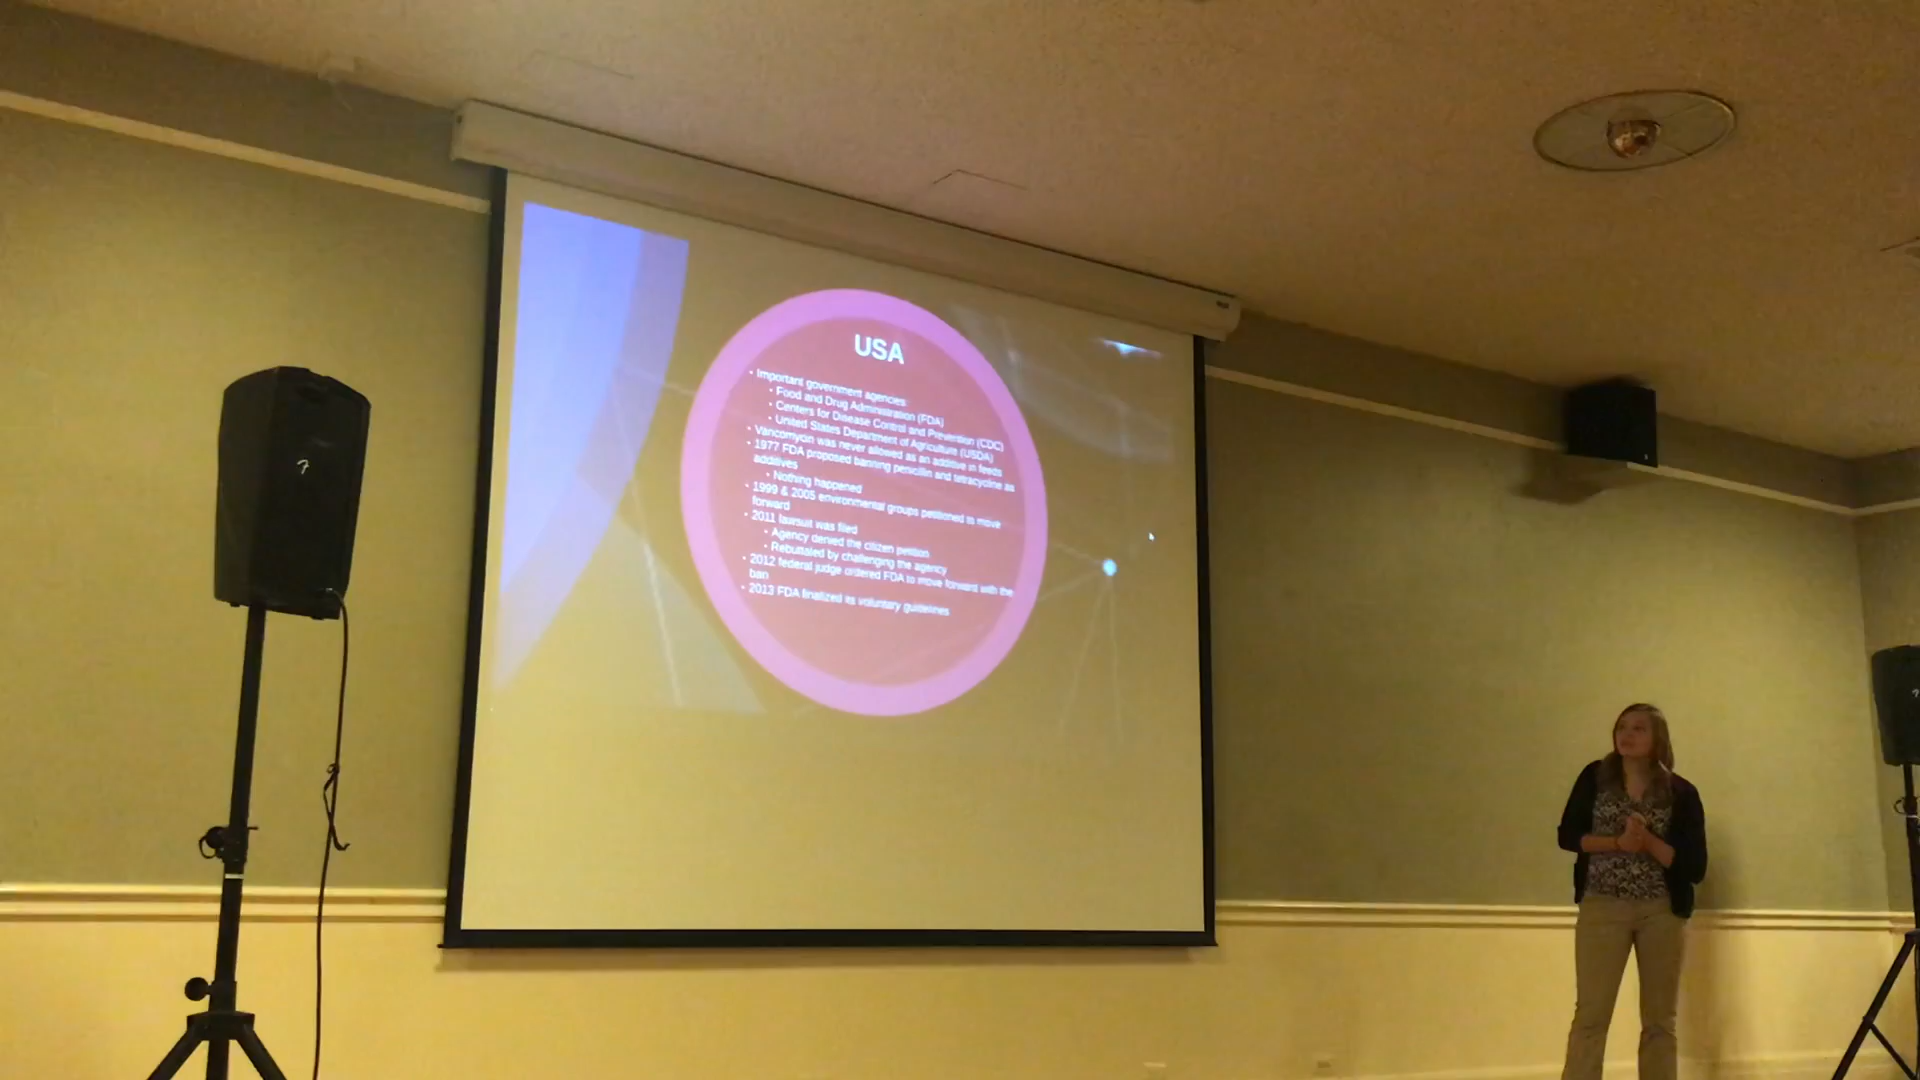 USA
• Important government agencies:
• Food and Drug Administration (FDA)
• Centers for Disease Control and Prevention (CDC)
• United States Department of Agriculture (USDA)
• Vancomycin was never allowed as an additive in feeds
• 1977 FDA proposed banning penicillin and tetracycline as
additives
• Nothing happened
• 1999 & 2005 environmental groups petitioned to move
forward
• 2011 lawsuit was filed
• Agency denied the citizen petition
• Rebuttaled by challenging the agency
• 2012 federal judge ordered FDA to move forward with the
ban
• 2013 FDA finalized its voluntary guidelines